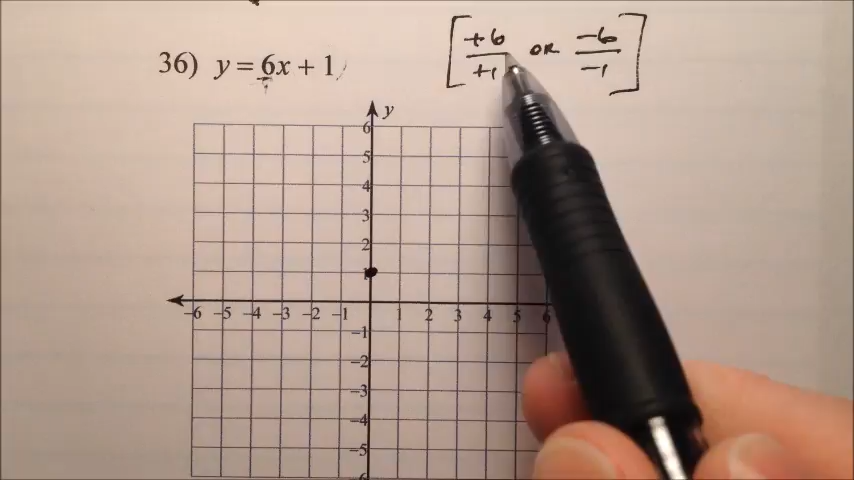 36) y = 6x + 1
[+6/+1 OR -6/-1]
y
6
5
4
3
2
-6 -5 -4 -3 -2 -1 1 2 3 4 5 6
-1
-2
-3
-4
-5